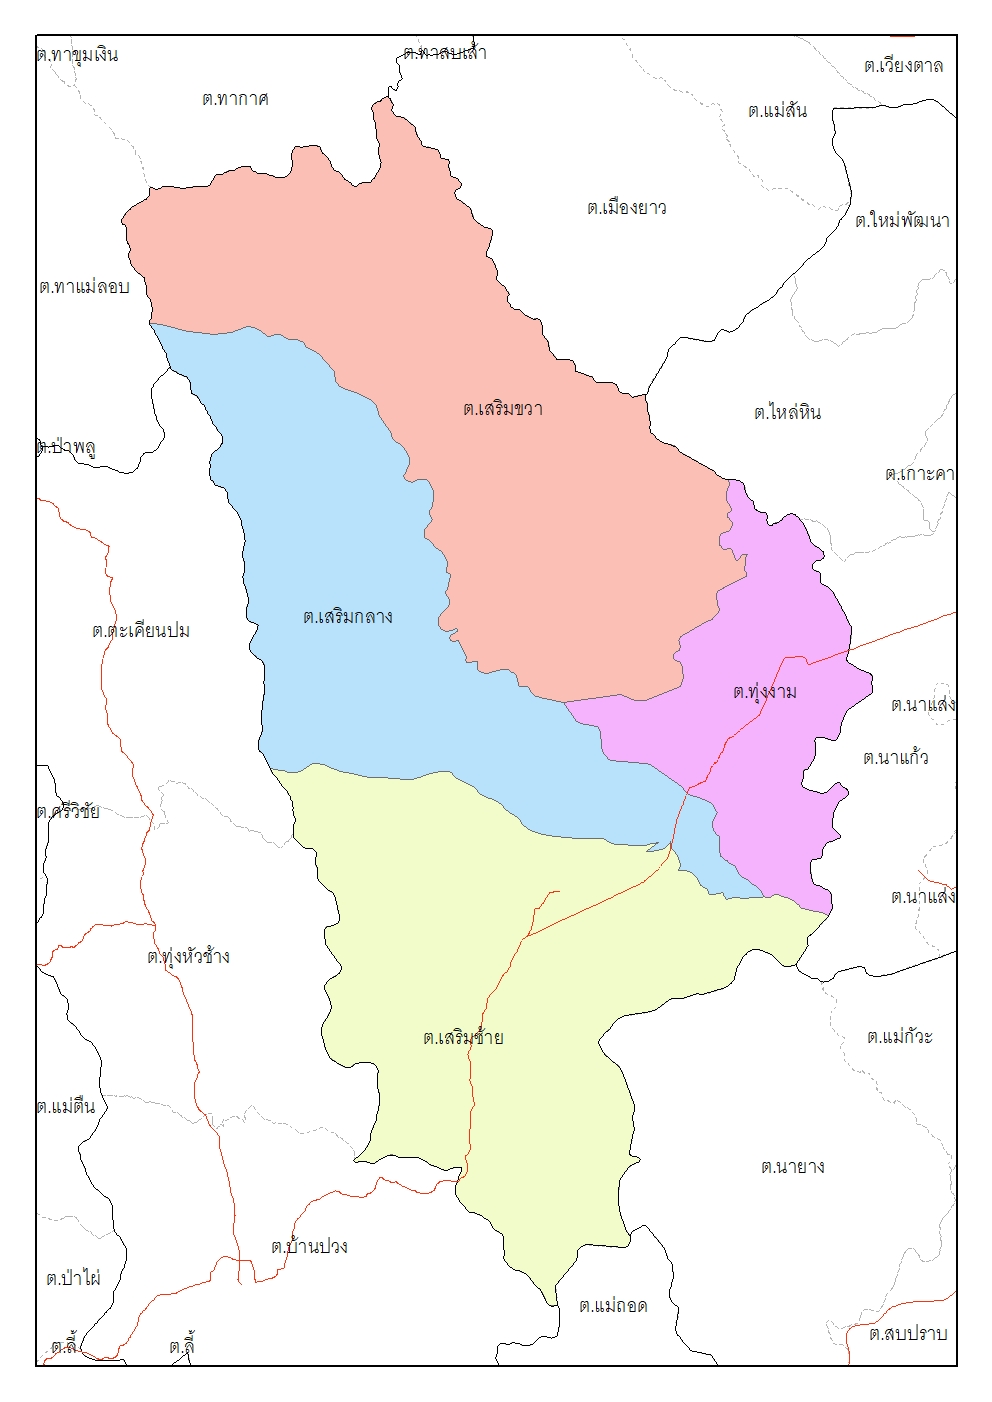 ต.ทาขุมเงิน
ต.ทาสบเส้า
ต.เวียงตาล
ต.ทากาศ
ต.แม่สัน
ต.เมืองยาว
ต.ใหม่พัฒนา
ต.ทาแม่ลอบ
ต.เสริมขวา
ต.ไหล่หิน
ต.ป่าพลู
ต.เกาะคา
ต.เสริมกลาง
ต.ตะเคียนปม
ต.ทุ่งงาม
ต.นาแส่ง
ต.นาแก้ว
ต.ศรีวิชัย
ต.นาแส่ง
ต.ทุ่งหัวช้าง
ต.เสริมซ้าย
ต.แม่กัวะ
ต.แม่ตืน
ต.นายาง
ต.บ้านปวง
ต.ป่าไผ่
ต.แม่ถอด
ต.สบปราบ
ต.ลี้
ต.ลี้